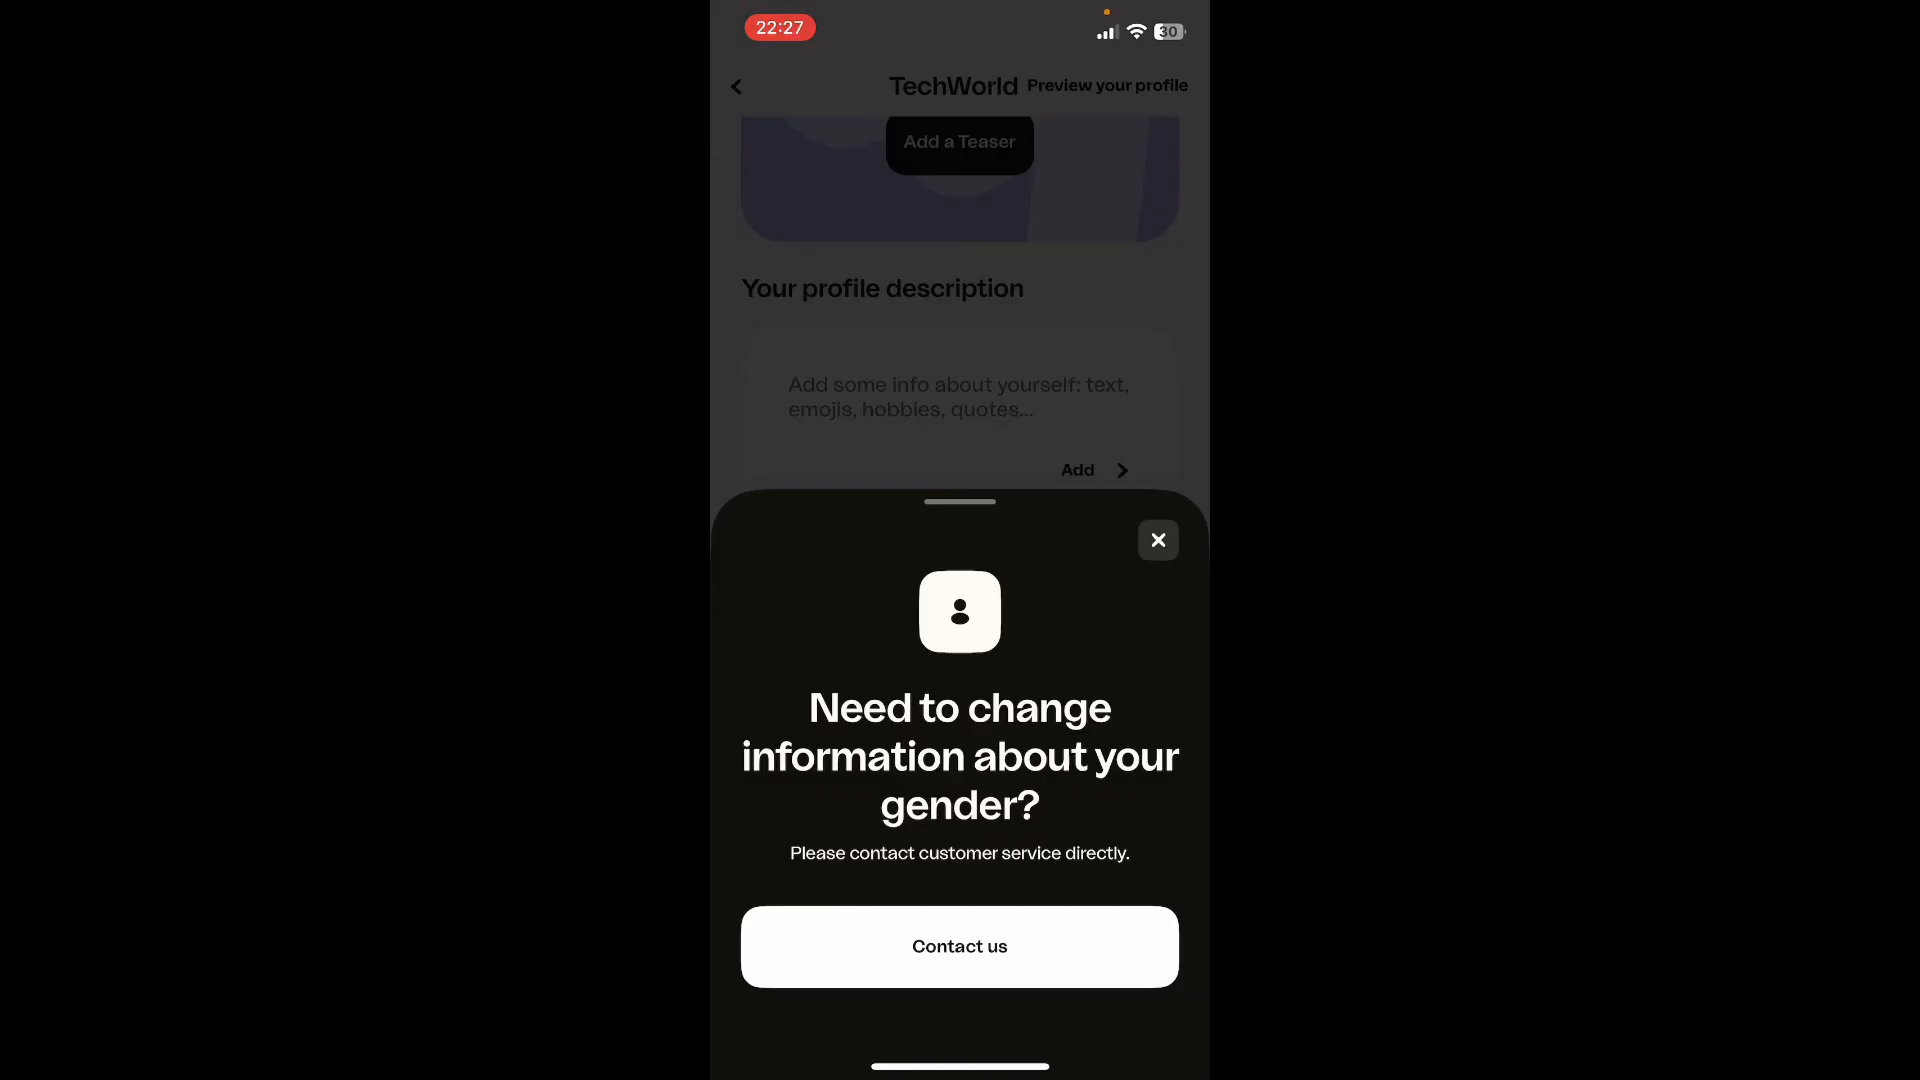 22:27
30
TechWorld
Preview your profile
Add a Teaser
Your profile description
Add some info about yourself: text,
emojis, hobbies, quotes...
Add
Need to change
information about your
gender?
Please contact customer service directly.
Contact us